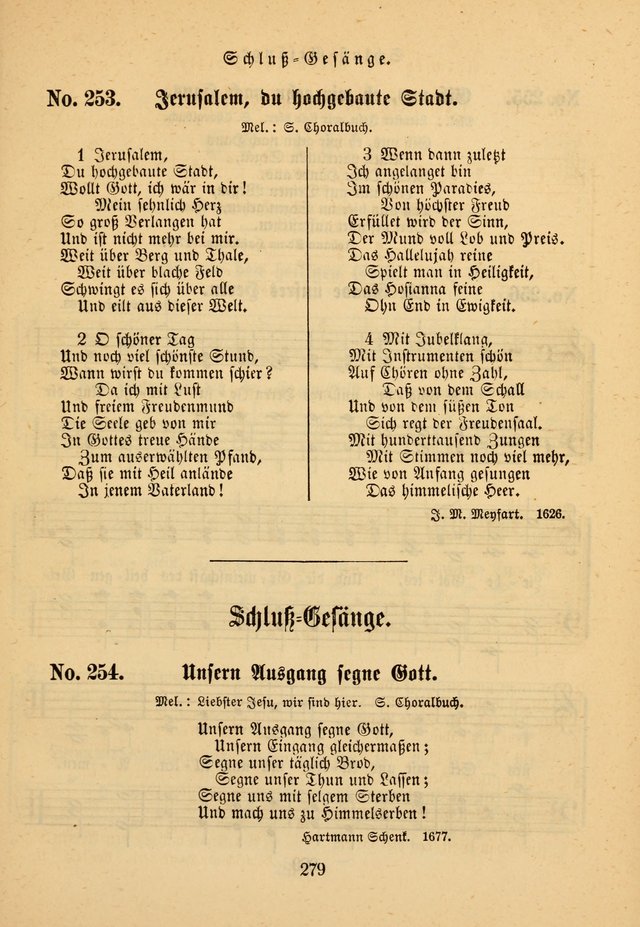 Schluß-Gesänge.
No. 253. Jerusalem, du hochgebaute Stadt.
Mel.: S. Choralbuch.
1 Jerusalem,
Du hochgebaute Stadt,
Wollt Gott, ich wär in dir!
Mein sehnlich Herz
So groß Verlangen hat
Und ist nicht mehr bei mir.
Weit über Berg und Thale,
Weit über blache Feld
Schwingt es sich über alle
Und eilt aus dieser Welt.
2 O schöner Tag
Und noch viel schönste Stund,
Wann wirst du kommen schier?
Da ich mit Lust
Und freiem Freudenmund
Die Seele geb von mir
In Gottes treue Hände
Zum auserwählten Pfand,
Daß sie mit Heil anlände
In jenem Vaterland!
3 Wenn dann zuletzt
Ich angelanget bin
Im schönen Paradies,
Von höchster Freud
Erfüllet wird der Sinn,
Der Mund voll Lob und Preis.
Das Hallelujah reine
Spielt man in Heiligkeit,
Das Hosianna feine
Ohn End in Ewigkeit.
4 Mit Jubelklang,
Mit Instrumenten schön
Auf Chören ohne Zahl,
Daß von dem Schall
Und von dem süßen Ton
Sich regt der Freudensaal.
Mit hunderttausend Zungen
Mit Stimmen noch viel mehr,
Wie von Anfang gesungen
Das himmelische Heer.
J. M. Meyfart. 1626.
Schluß-Gesänge.
No. 254. Unsern Ausgang segne Gott.
Mel.: Liebster Jesu, wir sind hier. S. Choralbuch.
Unsern Ausgang segne Gott,
Unsern Eingang gleichermaßen;
Segne unser täglich Brod,
Segne unser Thun und Lassen;
Segne uns mit selgem Sterben
Und mach uns zu Himmelserben!
Hartmann Schenk. 1677.
279